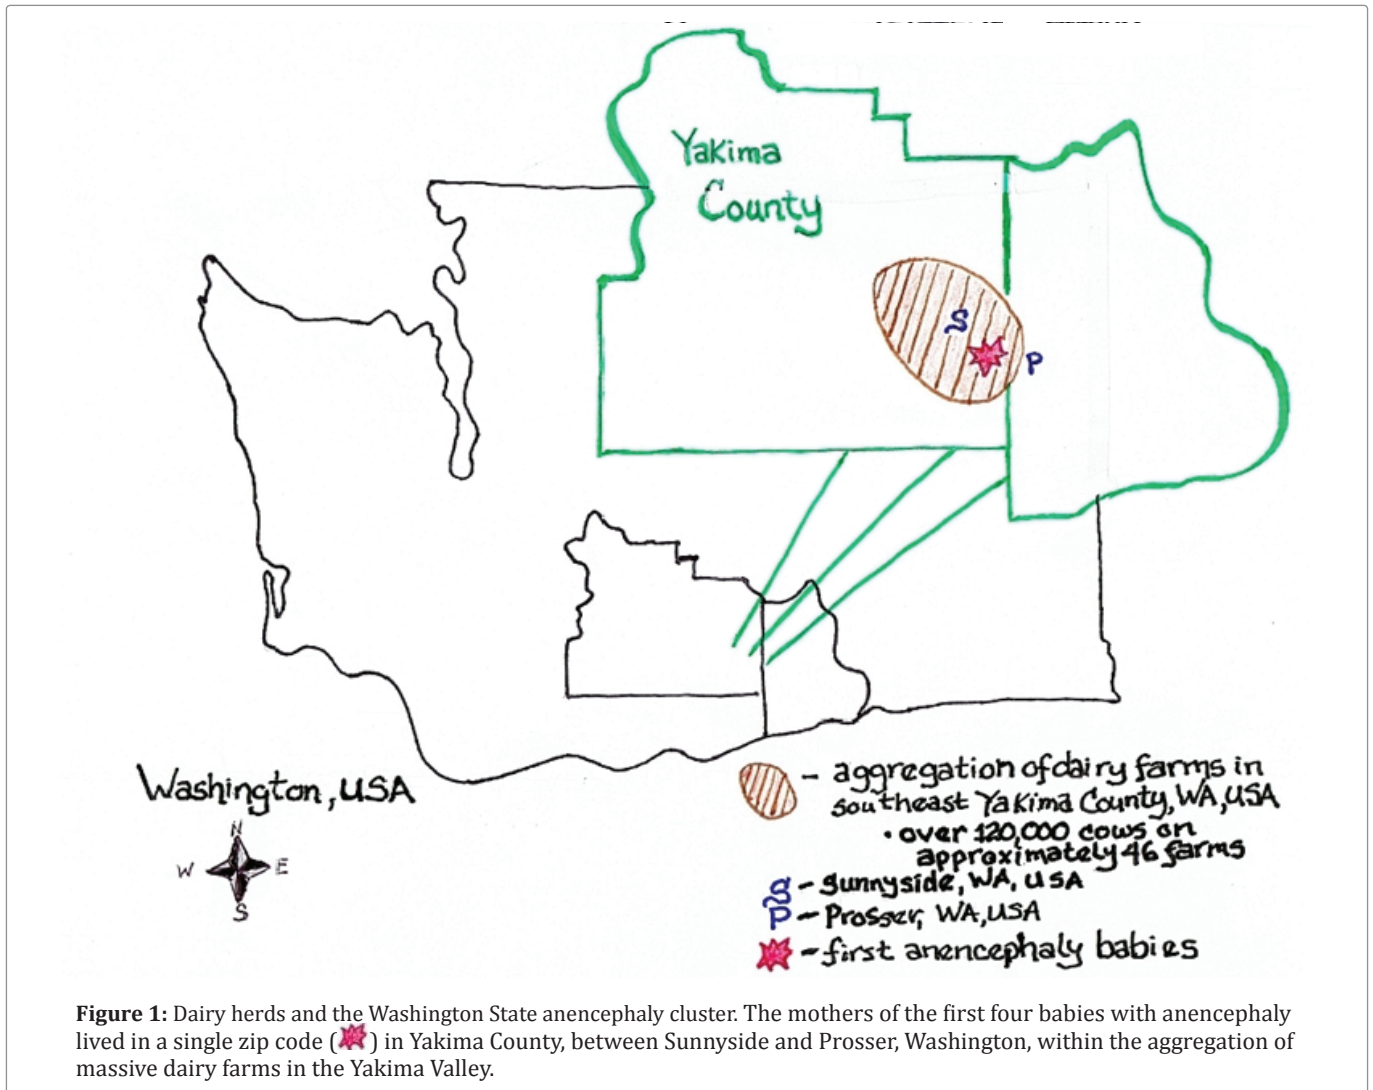 Yakima
County
S
P
Washington, USA
N
W E
S
- aggregation of dairy farms in
southeast Yakima County, WA, USA
• over 120,000 cows on
approximately 46 farms
S - Sunnyside, WA, USA
P - Prosser, WA, USA
- first anencephaly babies
Figure 1: Dairy herds and the Washington State anencephaly cluster. The mothers of the first four babies with anencephaly
lived in a single zip code ( ) in Yakima County, between Sunnyside and Prosser, Washington, within the aggregation of
massive dairy farms in the Yakima Valley.